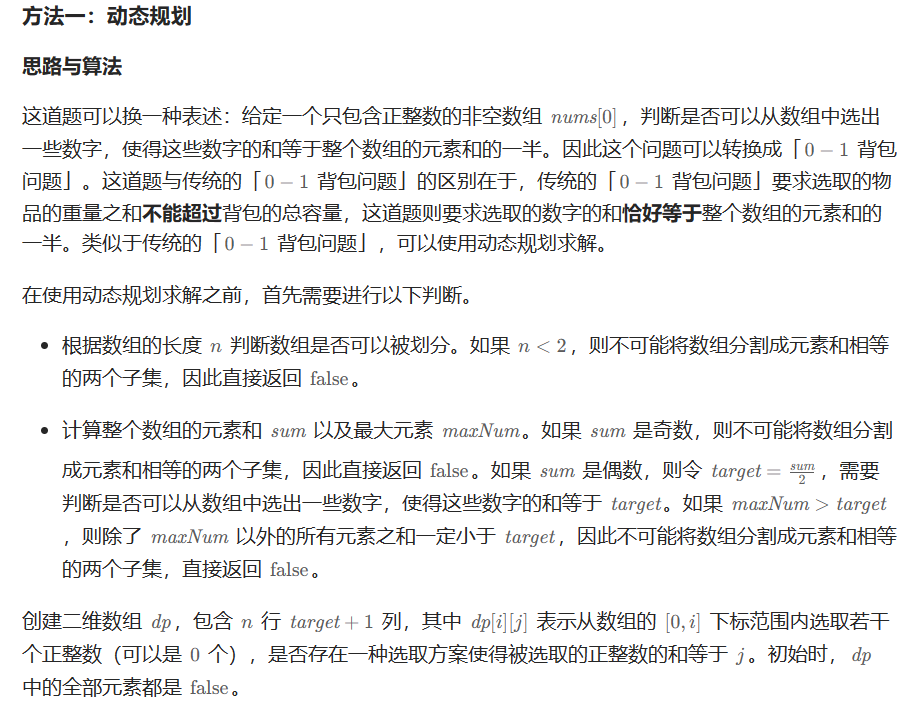 方法一：动态规划
思路与算法
这道题可以换一种表述：给定一个只包含正整数的非空数组 nums[0]，判断是否可以从数组中选出
一些数字，使得这些数字的和等于整个数组的元素和的一半。因此这个问题可以转换成「0 − 1 背包
问题」。这道题与传统的「0 − 1 背包问题」的区别在于，传统的「0 − 1 背包问题」要求选取的物
品的重量之和不能超过背包的总容量，这道题则要求选取的数字的和恰好等于整个数组的元素和的
一半。类似于传统的「0 − 1 背包问题」，可以使用动态规划求解。
在使用动态规划求解之前，首先需要进行以下判断。
• 根据数组的长度 n 判断数组是否可以被划分。如果 n < 2，则不可能将数组分割成元素和相等
的两个子集，因此直接返回 false。
• 计算整个数组的元素和 sum 以及最大元素 maxNum。如果 sum 是奇数，则不可能将数组分割
成元素和相等的两个子集，因此直接返回 false。如果 sum 是偶数，则令 target = sum/2，需要
判断是否可以从数组中选出一些数字，使得这些数字的和等于 target。如果 maxNum > target
，则除了 maxNum 以外的所有元素之和一定小于 target，因此不可能将数组分割成元素和相等
的两个子集，直接返回 false。
创建二维数组 dp，包含 n 行 target + 1 列，其中 dp[i][j] 表示从数组的 [0, i] 下标范围内选取若干
个正整数（可以是 0 个），是否存在一种选取方案使得被选取的正整数的和等于 j。初始时，dp
中的全部元素都是 false。